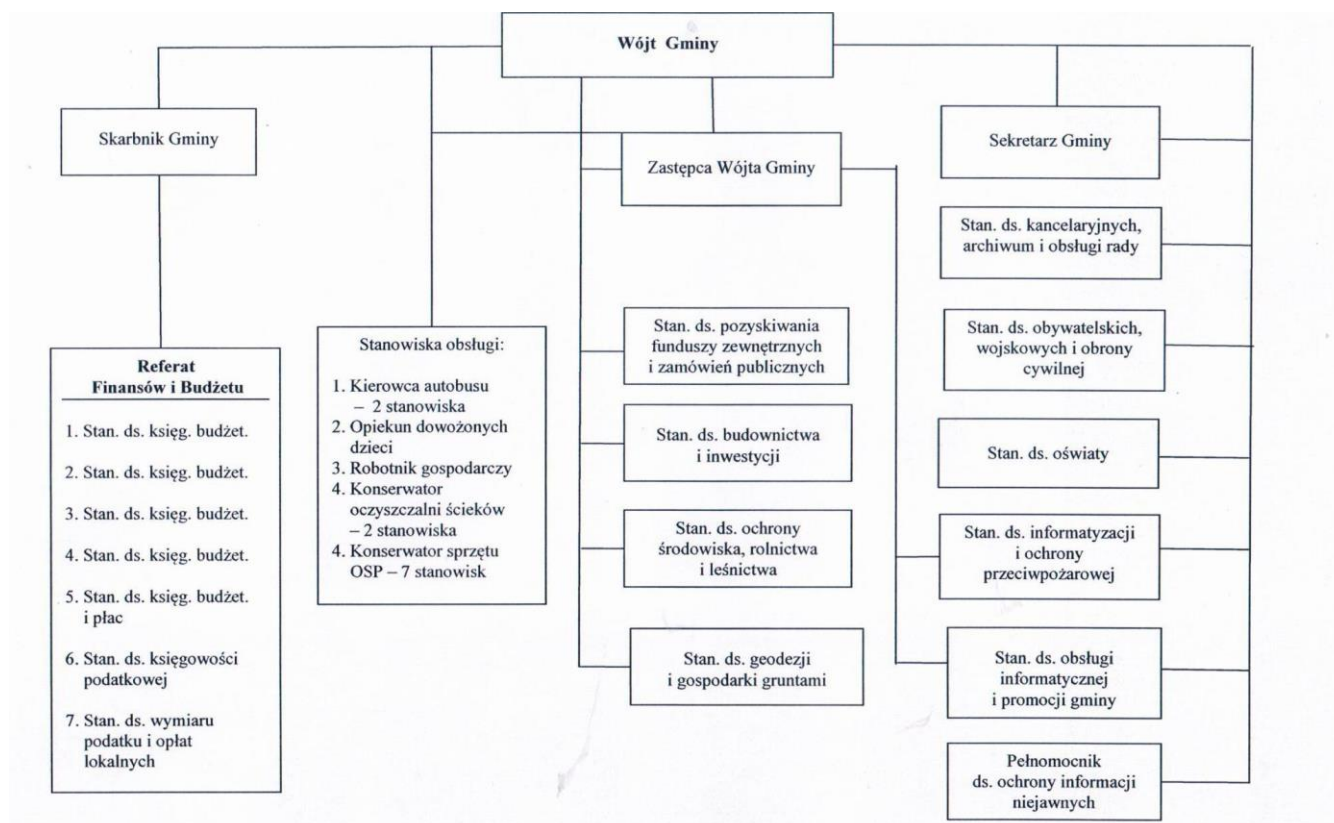 Wójt Gminy
Skarbnik Gminy
Zastępca Wójta Gminy
Sekretarz Gminy
Stan. ds. kancelaryjnych,
archiwum i obsługi rady
Stan. ds. obywatelskich,
wojskowych i obrony
cywilnej
Stan. ds. oświaty
Stan. ds. informatyzacji
i ochrony
przeciwpożarowej
Stan. ds. obsługi
informatycznej
i promocji gminy
Pełnomocnik
ds. ochrony informacji
niejawnych
Stan. ds. pozyskiwania
funduszy zewnętrznych
i zamówień publicznych
Stan. ds. budownictwa
i inwestycji
Stan. ds. ochrony
środowiska, rolnictwa
i leśnictwa
Stan. ds. geodezji
i gospodarki gruntami
Stanowiska obsługi:
1. Kierowca autobusu
– 2 stanowiska
2. Opiekun dowożonych
dzieci
3. Robotnik gospodarczy
4. Konserwator
oczyszczalni ścieków
– 2 stanowiska
4. Konserwator sprzętu
OSP – 7 stanowisk
Referat
Finansów i Budżetu
1. Stan. ds. księg. budżet.
2. Stan. ds. księg. budżet.
3. Stan. ds. księg. budżet.
4. Stan. ds. księg. budżet.
5. Stan. ds. księg. budżet.
i płac
6. Stan. ds. księgowości
podatkowej
7. Stan. ds. wymiaru
podatku i opłat
lokalnych